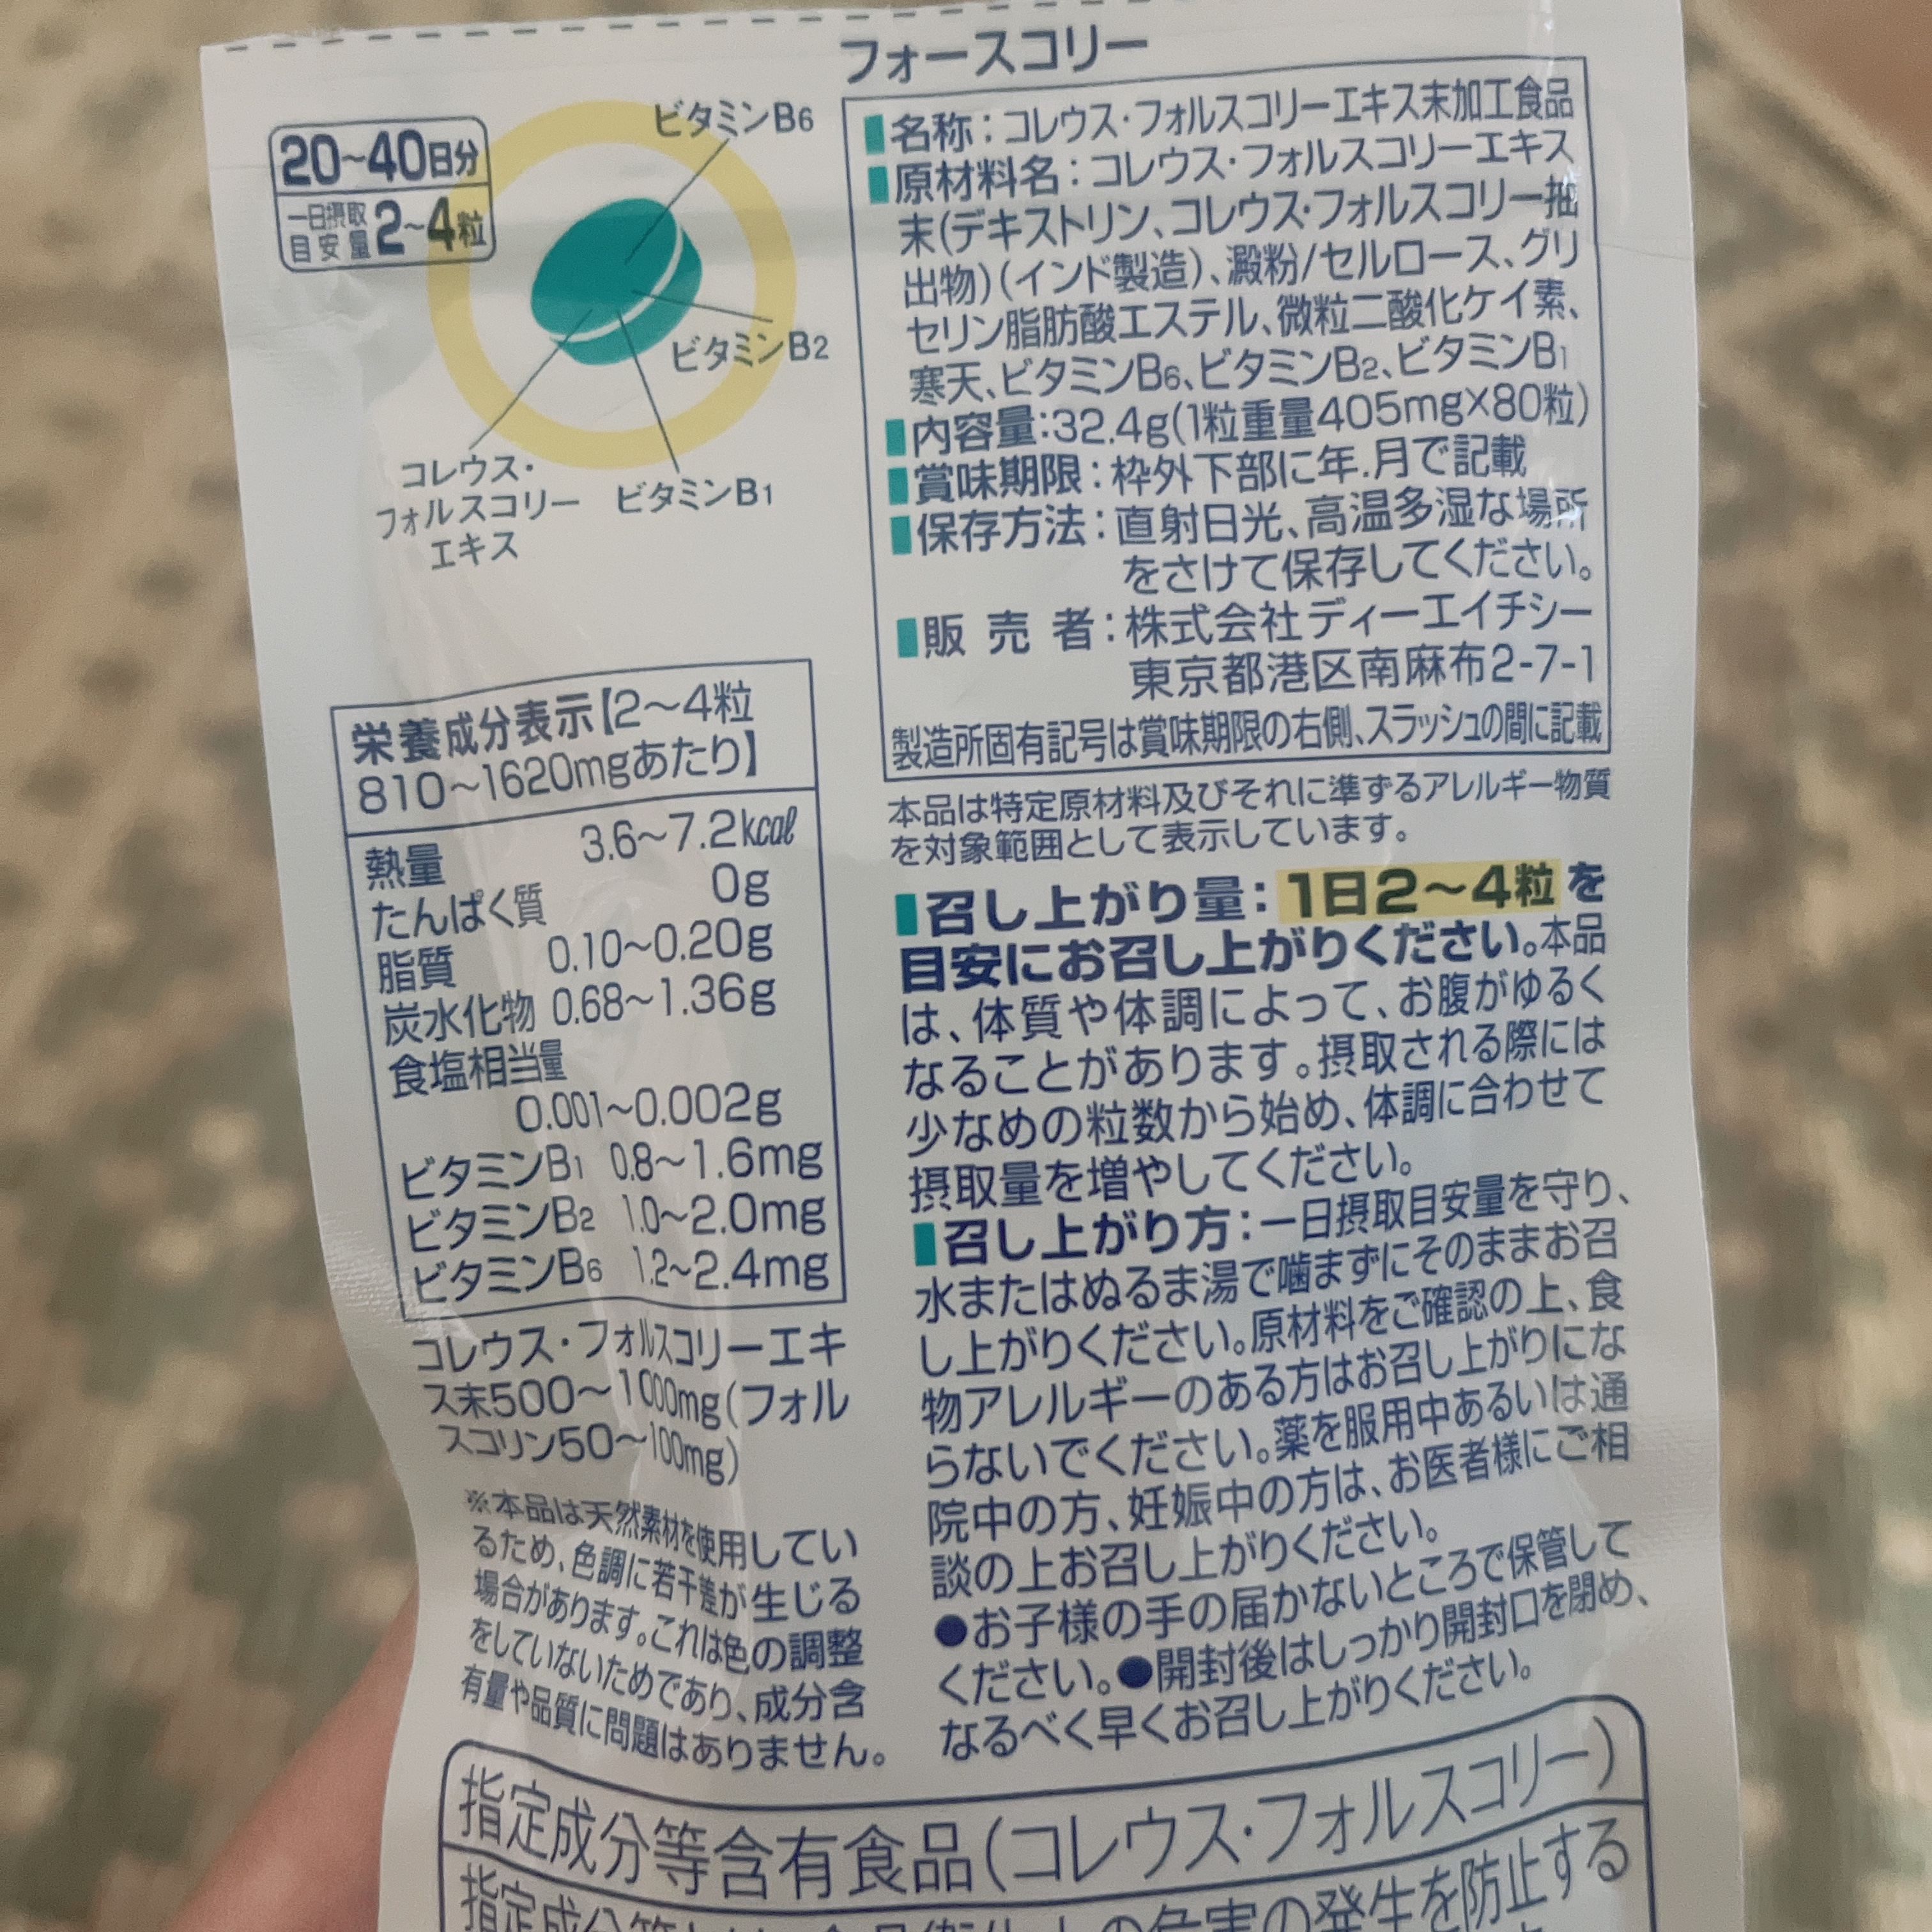 フォースコリー
20~40日分
一日摂取
目安量 2~4粒
ビタミンB6
ビタミンB2
コレウス・
フォルスコリー
エキス
ビタミンB1
名称：コレウス・フォルスコリーエキス末加工食品
原材料名：コレウス・フォルスコリーエキス
末(デキストリン、コレウス・フォルスコリー抽
出物)(インド製造)、澱粉/セルロース、グリ
セリン脂肪酸エステル、微粒二酸化ケイ素、
寒天、ビタミンB6、ビタミンB2、ビタミンB1
内容量：32.4g(1粒重量405mg×80粒)
賞味期限：枠外下部に年.月で記載
保存方法：直射日光、高温多湿な場所
をさけて保存してください。
販売者：株式会社ディーエイチシー
東京都港区南麻布2-7-1
製造所固有記号は賞味期限の右側、スラッシュの間に記載
本品は特定原材料及びそれに準ずるアレルギー物質
を対象範囲として表示しています。
召し上がり量：1日2~4粒を
目安にお召し上がりください。本品
は、体質や体調によって、お腹がゆるく
なることがあります。摂取される際には
少なめの粒数から始め、体調に合わせて
摂取量を増やしてください。
召し上がり方：一日摂取目安量を守り、
水またはぬるま湯で噛まずにそのままお召
し上がりください。原材料をご確認の上、食
物アレルギーのある方はお召し上がりにな
らないでください。薬を服用中あるいは通
院中の方、妊娠中の方は、お医者様にご相
談の上お召し上がりください。
●お子様の手の届かないところで保管して
ください。●開封後はしっかり開封口を閉め、
なるべく早くお召し上がりください。
栄養成分表示【2~4粒
810~1620mgあたり】
熱量 3.6~7.2kcal
たんぱく質 0g
脂質 0.10~0.20g
炭水化物 0.68~1.36g
食塩相当量
0.001~0.002g
ビタミンB1 0.8~1.6mg
ビタミンB2 1.0~2.0mg
ビタミンB6 1.2~2.4mg
コレウス・フォルスコリーエキ
ス末500~1000mg(フォル
スコリン50~100mg)
※本品は天然素材を使用してい
るため、色調に若干差が生じる
場合があります。これは色の調整
をしていないためであり、成分含
有量や品質に問題はありません。
指定成分等含有食品(コレウス・フォルスコリー)
指定成分等とは、食品衛生上の危害の発生を防止する